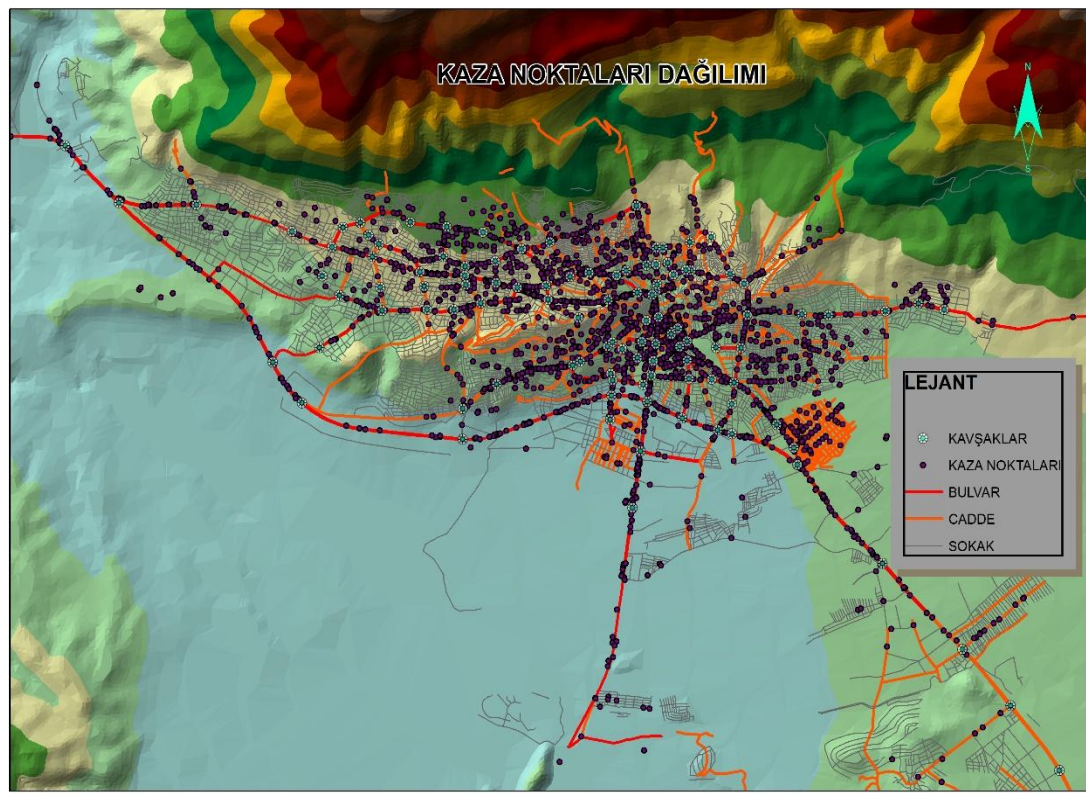 KAZA NOKTALARI DAĞILIMI
N
S
LEJANT
KAVŞAKLAR
KAZA NOKTALARI
BULVAR
CADDE
SOKAK